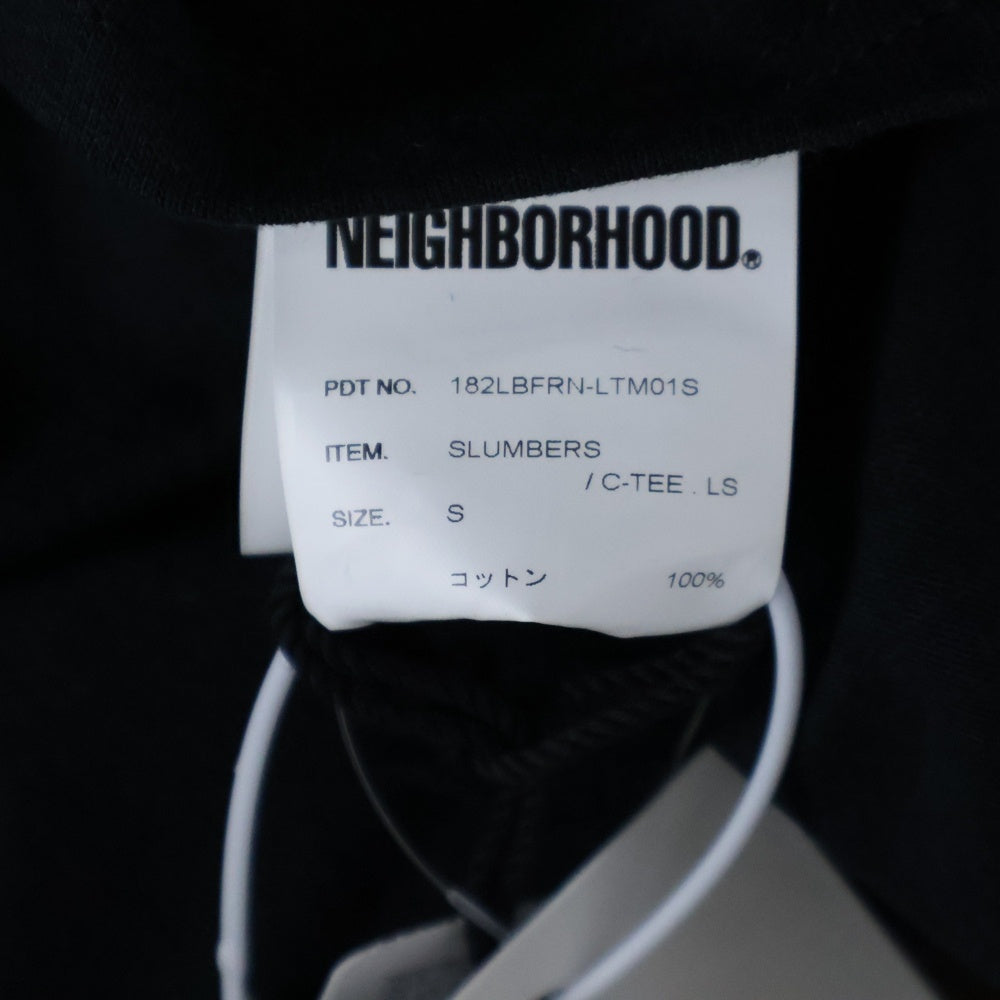 NEIGHBORHOOD.®
PDT NO. 182LBFRN-LTM01S
ITEM. SLUMBERS
/ C-TEE . LS
SIZE. S
コットン 100%